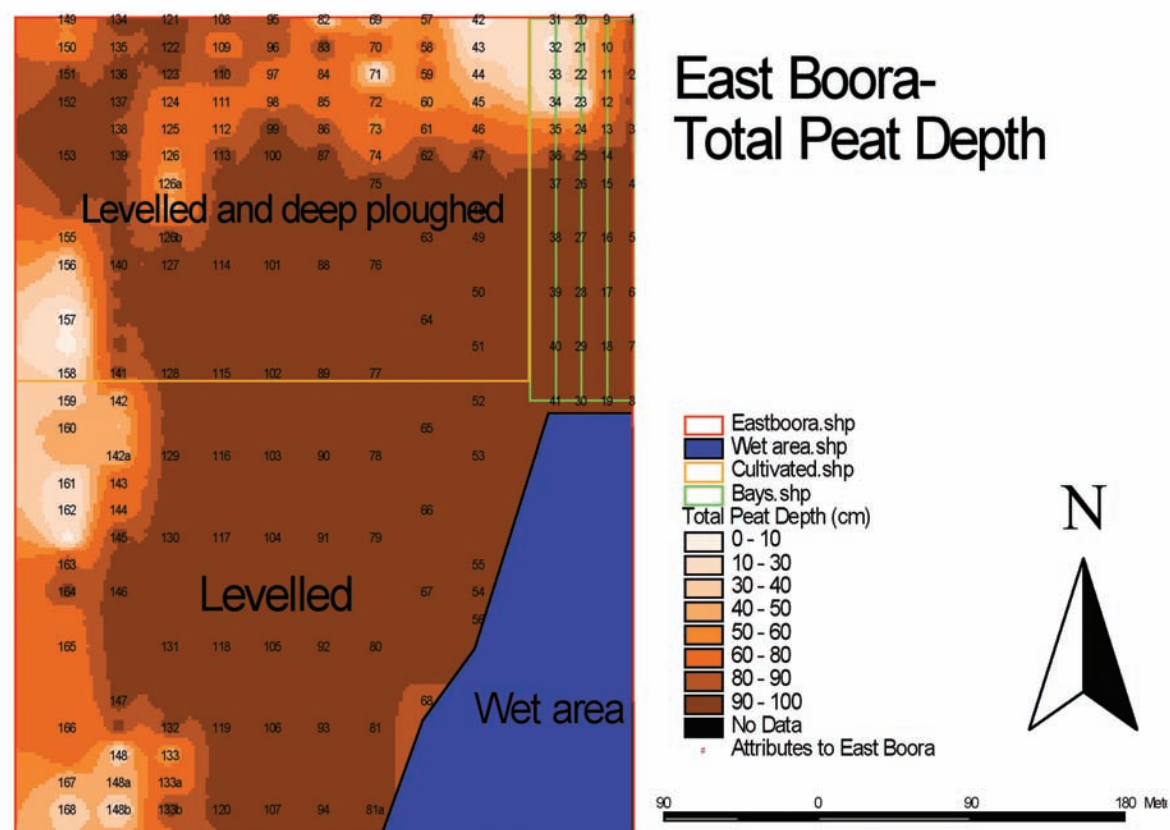 149 134 121 108 95 82 69 57 42 31 20 9 1
150 135 122 109 96 83 70 58 43 32 21 10
151 136 123 110 97 84 71 59 44 33 22 11 2
152 137 124 111 98 85 72 60 45 34 23 12
138 125 112 99 86 73 61 46 35 24 13 3
153 139 126 113 100 87 74 62 47 36 25 14
126a 75 37 26 15 4
Levelled and deep ploughed
155 126b 63 49 38 27 16 5
156 140 127 114 101 88 76
50 39 28 17 6
157 64
51 40 29 18 7
158 141 128 115 102 89 77
159 142 52 41 30 19 8
160 65
142a 129 116 103 90 78 53
161 143
162 144 66
145 130 117 104 91 79
163 55
164 146 67 54
Levelled
56
165 131 118 105 92 80
147 68
Wet area
166 132 119 106 93 81
148 133
167 148a 133a
168 148b 133b 120 107 94 81a
East Boora-
Total Peat Depth
Eastboora.shp
Wet area.shp
Cultivated.shp
Bays.shp
Total Peat Depth (cm)
0 - 10
10 - 30
30 - 40
40 - 50
50 - 60
60 - 80
80 - 90
90 - 100
No Data
Attributes to East Boora
N
90 0 90 180 Met